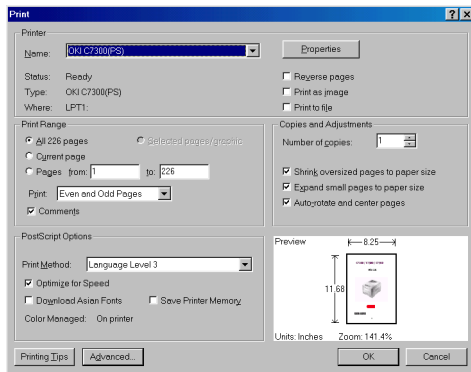 Print
Printer
Name: OKI C7300(PS) Properties
Status: Ready Reverse pages
Type: OKI C7300(PS) Print as image
Where: LPT1: Print to file
Print Range
All 226 pages Selected pages/graphic
Current page
Pages from: 1 to: 226
Print: Even and Odd Pages
Comments
Copies and Adjustments
Number of copies: 1
Shrink oversized pages to paper size
Expand small pages to paper size
Auto-rotate and center pages
PostScript Options
Print Method: Language Level 3
Optimize for Speed
Download Asian Fonts Save Printer Memory
Color Managed: On printer
Preview 8.25
11.68
Units: Inches Zoom: 141.4%
Printing Tips Advanced... OK Cancel